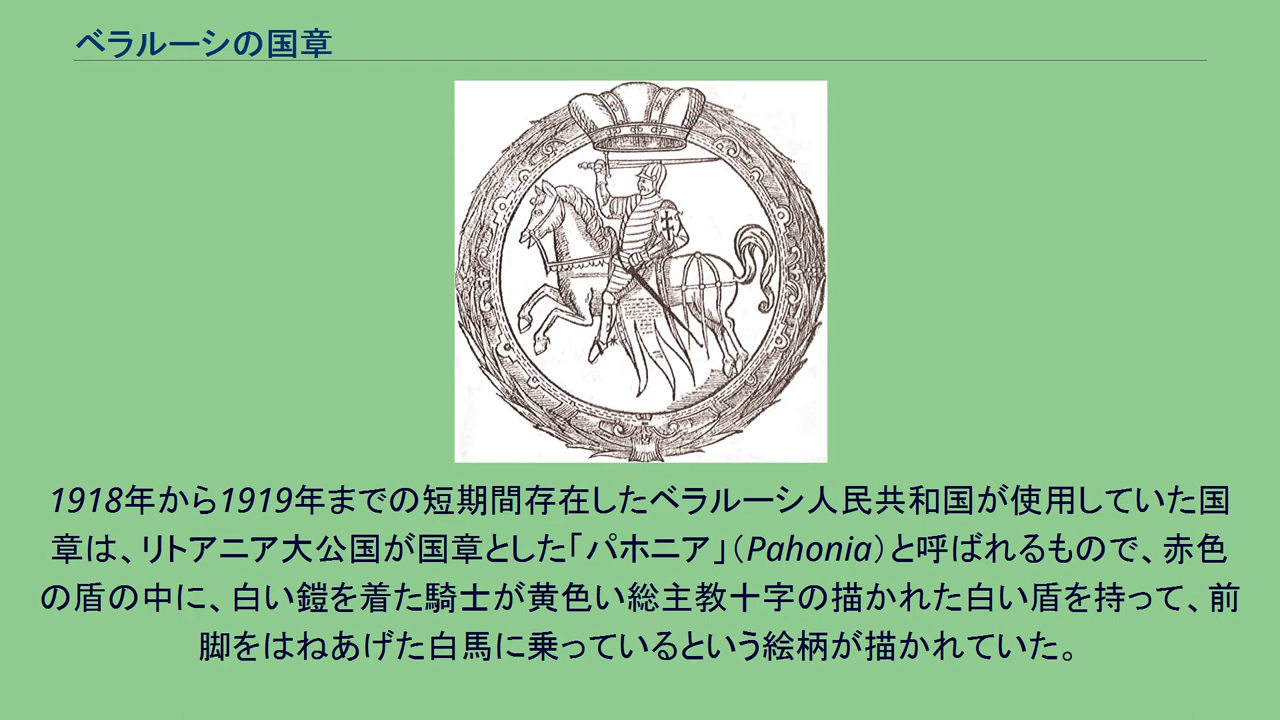 ベラルーシの国章
1918年から1919年までの短期間存在したベラルーシ人民共和国が使用していた国
章は、リトアニア大公国が国章とした「パホニア」（Pahonia）と呼ばれるもので、赤色
の盾の中に、白い鎧を着た騎士が黄色い総主教十字の描かれた白い盾を持って、前
脚をはねあげた白馬に乗っているという絵柄が描かれていた。